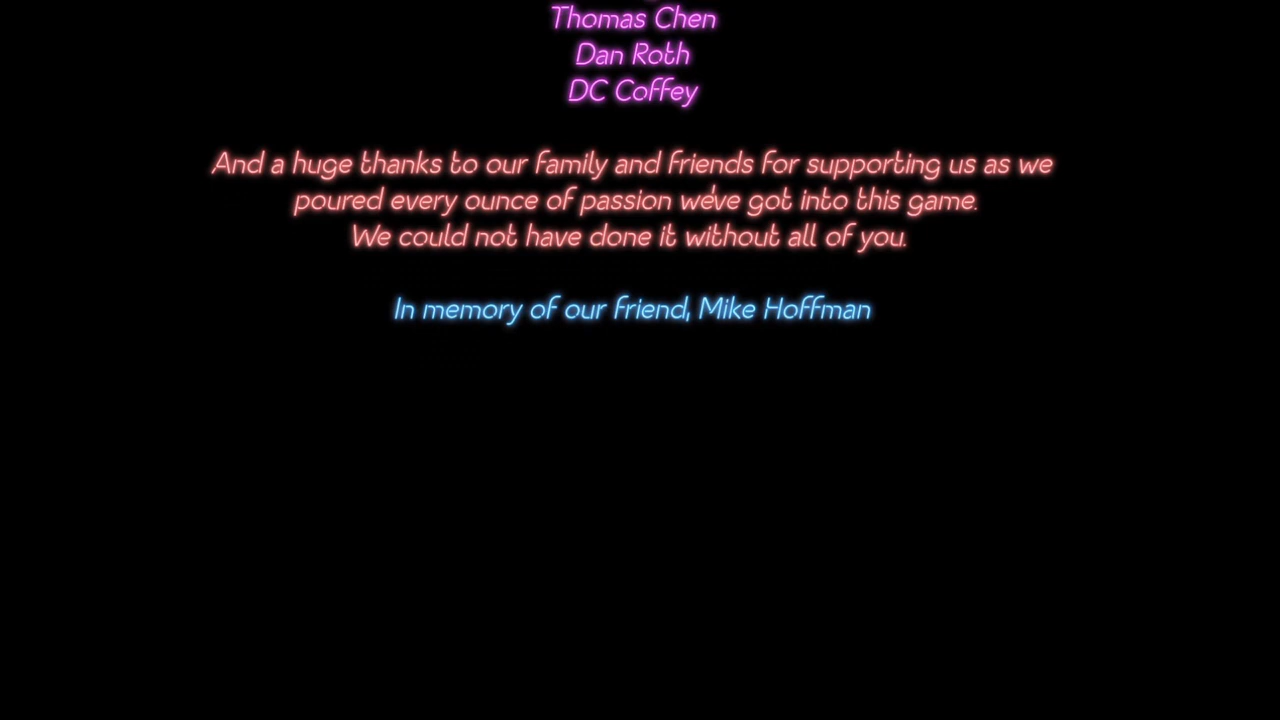 Thomas Chen
Dan Roth
DC Coffey
And a huge thanks to our family and friends for supporting us as we
poured every ounce of passion we've got into this game.
We could not have done it without all of you.
In memory of our friend, Mike Hoffman